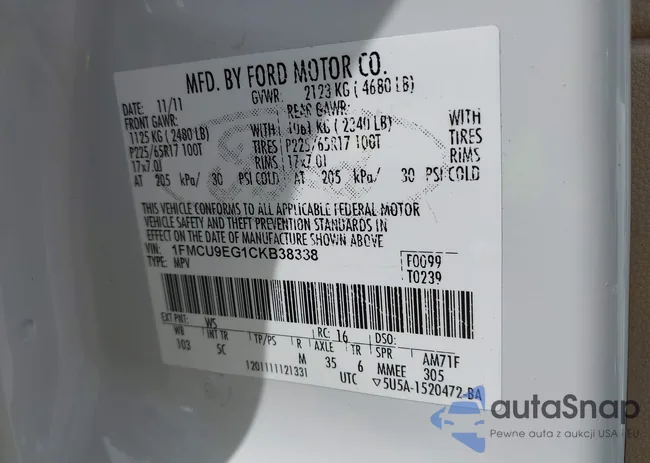 MFD. BY FORD MOTOR CO.
DATE: 11/11 GVWR: 2123 KG ( 4680 LB)
FRONT GAWR: REAR GAWR:
1125 KG ( 2480 LB) WITH 1061 KG ( 2340 LB) WITH
P225/65R17 100T TIRES P225/65R17 100T TIRES
17x7.0J RIMS 17x7.0J RIMS
AT 205 kPa/ 30 PSI COLD AT 205 kPa/ 30 PSI COLD
THIS VEHICLE CONFORMS TO ALL APPLICABLE FEDERAL MOTOR
VEHICLE SAFETY AND THEFT PREVENTION STANDARDS IN
EFFECT ON THE DATE OF MANUFACTURE SHOWN ABOVE
VIN: 1FMCU9EG1CKB38338 F0099
TYPE: MPV T0239
EXT PNT: W5 RC: 16 DSO:
WB INT TR TP/PS R AXLE TR SPR AM71F
103 5C M 35 6 MMEE 305
1201111121331 UTC ▽5U5A-1520472-BA
autaSnap
Pewne auta z aukcji USA i EU